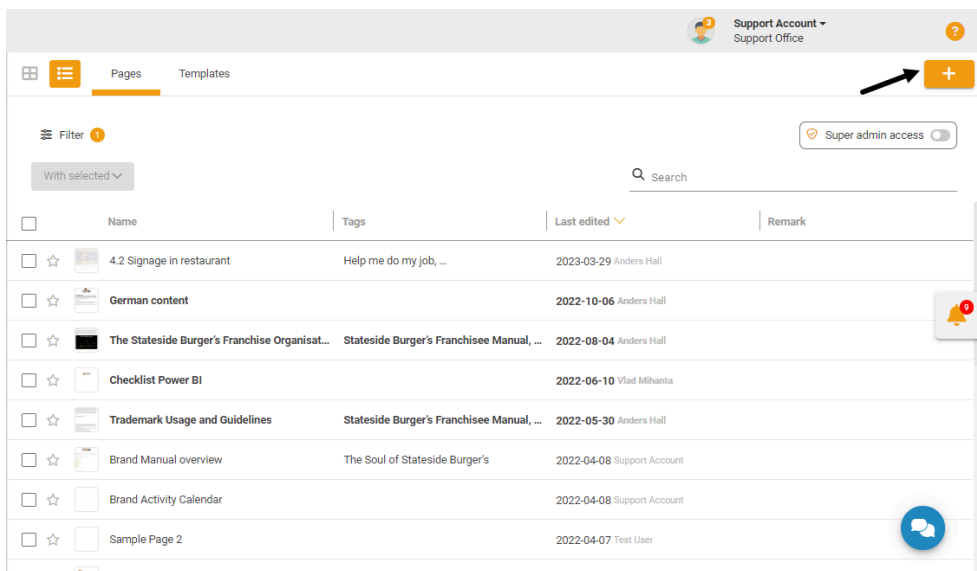 3
Support Account
Support Office
?
Pages Templates
+
Filter 1
Super admin access
With selected
Search
Name Tags Last edited Remark
4.2 Signage in restaurant Help me do my job, ... 2023-03-29 Anders Hall
German content 2022-10-06 Anders Hall
9
The Stateside Burger's Franchise Organisat... Stateside Burger's Franchisee Manual, ... 2022-08-04 Anders Hall
Checklist Power BI 2022-06-10 Vlad Mihanta
Trademark Usage and Guidelines Stateside Burger's Franchisee Manual, ... 2022-05-30 Anders Hall
Brand Manual overview The Soul of Stateside Burger's 2022-04-08 Support Account
Brand Activity Calendar 2022-04-08 Support Account
Sample Page 2 2022-04-07 Test User